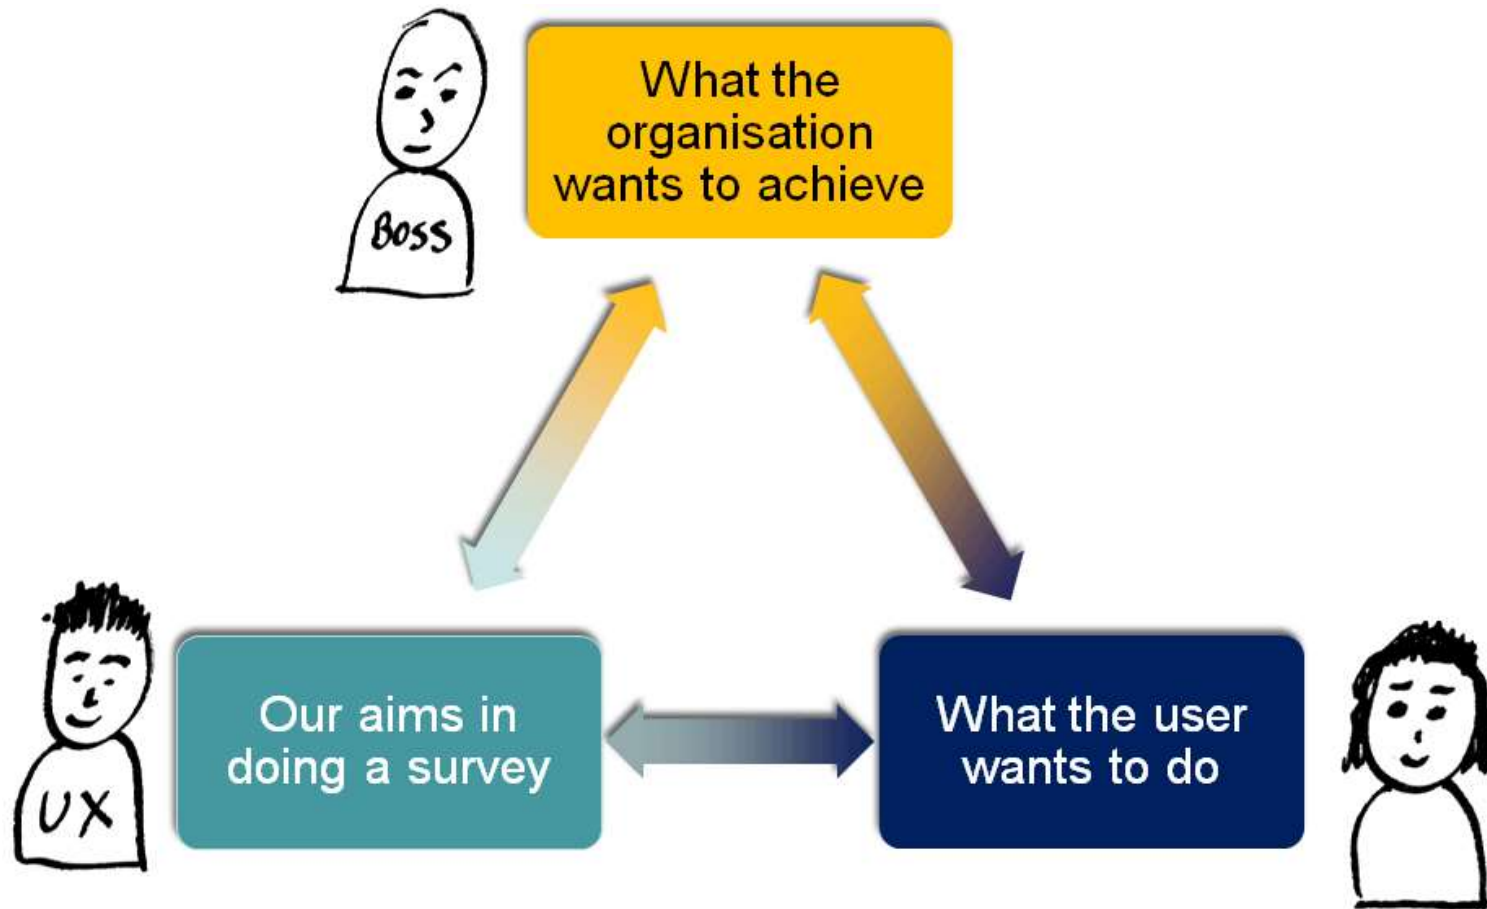 What the
organisation
wants to achieve
BOSS
Our aims in
doing a survey
UX
What the user
wants to do